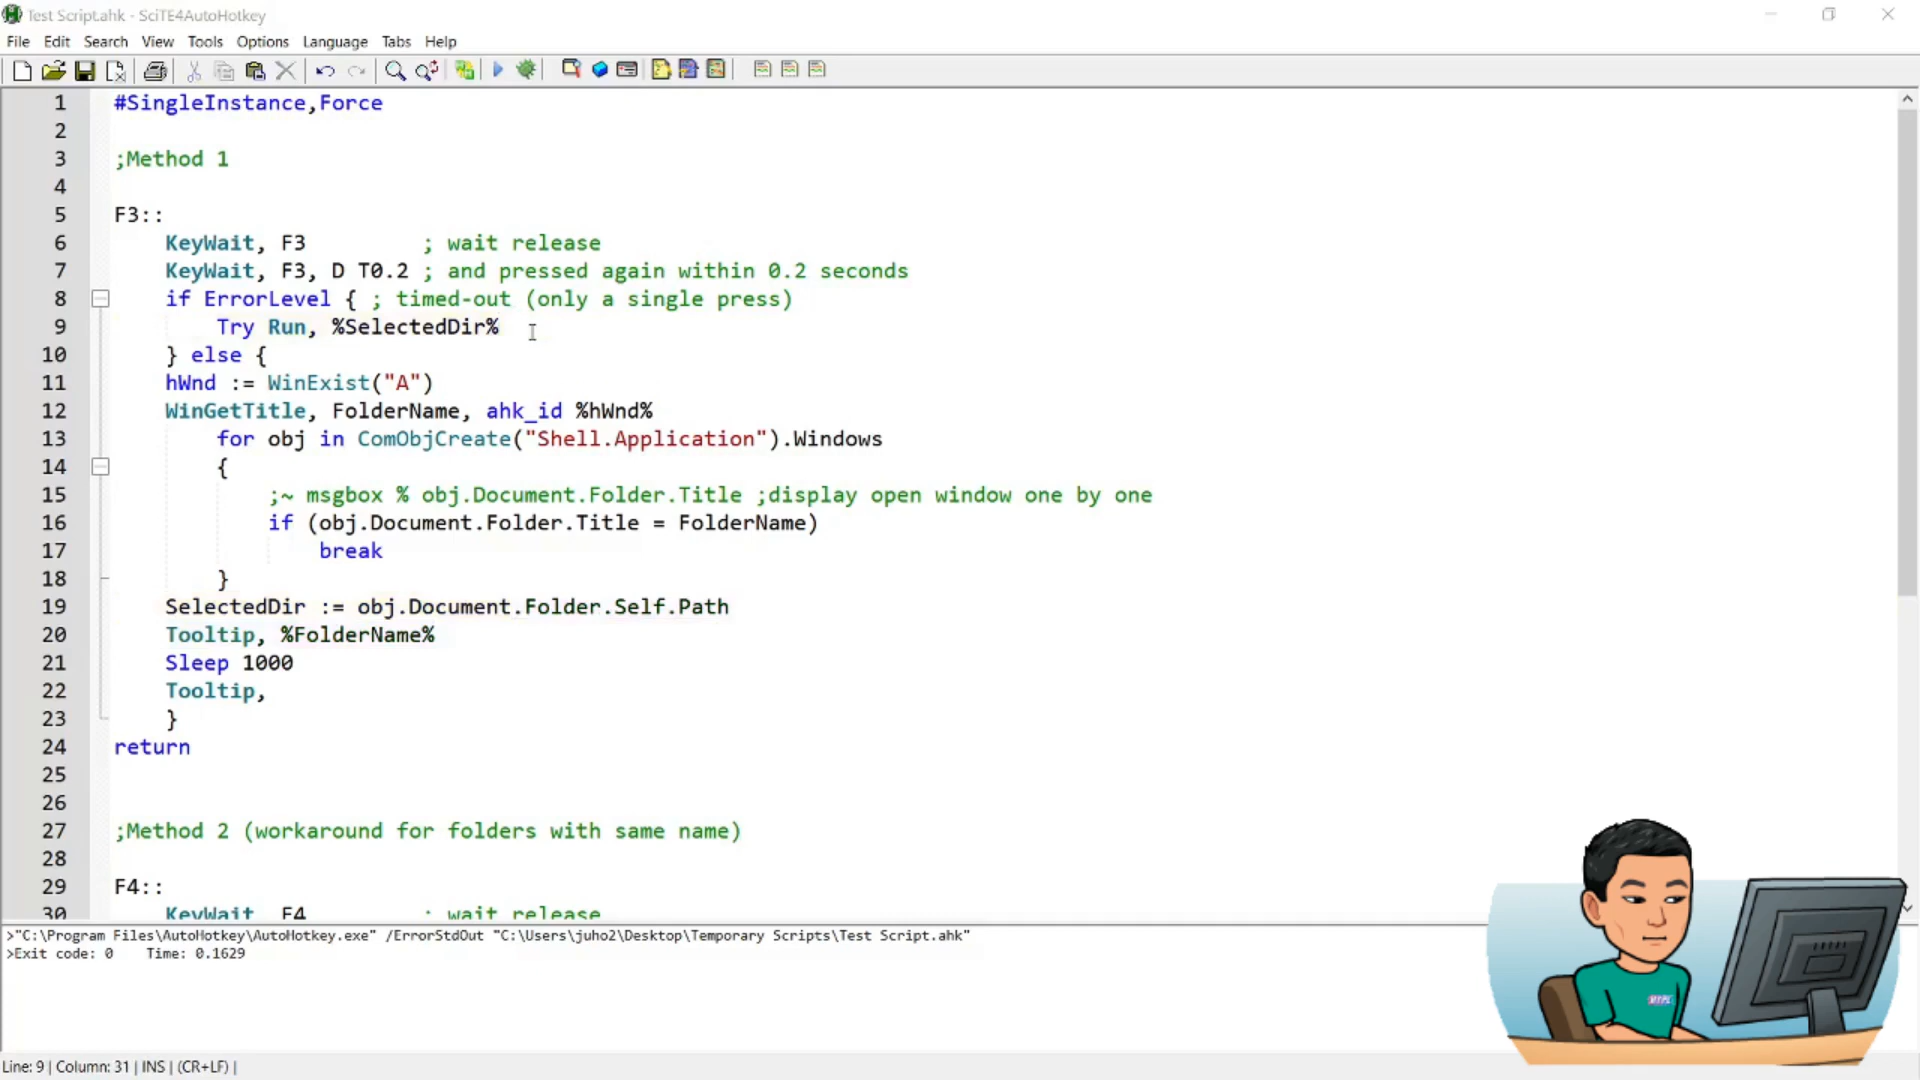 Test Script.ahk - SciTE4AutoHotkey
File Edit Search View Tools Options Language Tabs Help
1 #SingleInstance,Force
2
3 ;Method 1
4
5 F3::
6 KeyWait, F3 ; wait release
7 KeyWait, F3, D T0.2 ; and pressed again within 0.2 seconds
8 if ErrorLevel { ; timed-out (only a single press)
9 Try Run, %SelectedDir%
10 } else {
11 hWnd := WinExist("A")
12 WinGetTitle, FolderName, ahk_id %hWnd%
13 for obj in ComObjCreate("Shell.Application").Windows
14 {
15 ;~ msgbox % obj.Document.Folder.Title ;display open window one by one
16 if (obj.Document.Folder.Title = FolderName)
17 break
18 }
19 SelectedDir := obj.Document.Folder.Self.Path
20 Tooltip, %FolderName%
21 Sleep 1000
22 Tooltip,
23 }
24 return
25
26
27 ;Method 2 (workaround for folders with same name)
28
29 F4::
30 KeyWait, F4 ; wait release
>"C:\Program Files\AutoHotkey\AutoHotkey.exe" /ErrorStdOut "C:\Users\juho2\Desktop\Temporary Scripts\Test Script.ahk"
>Exit code: 0 Time: 0.1629
Line: 9 | Column: 31 | INS | (CR+LF) |